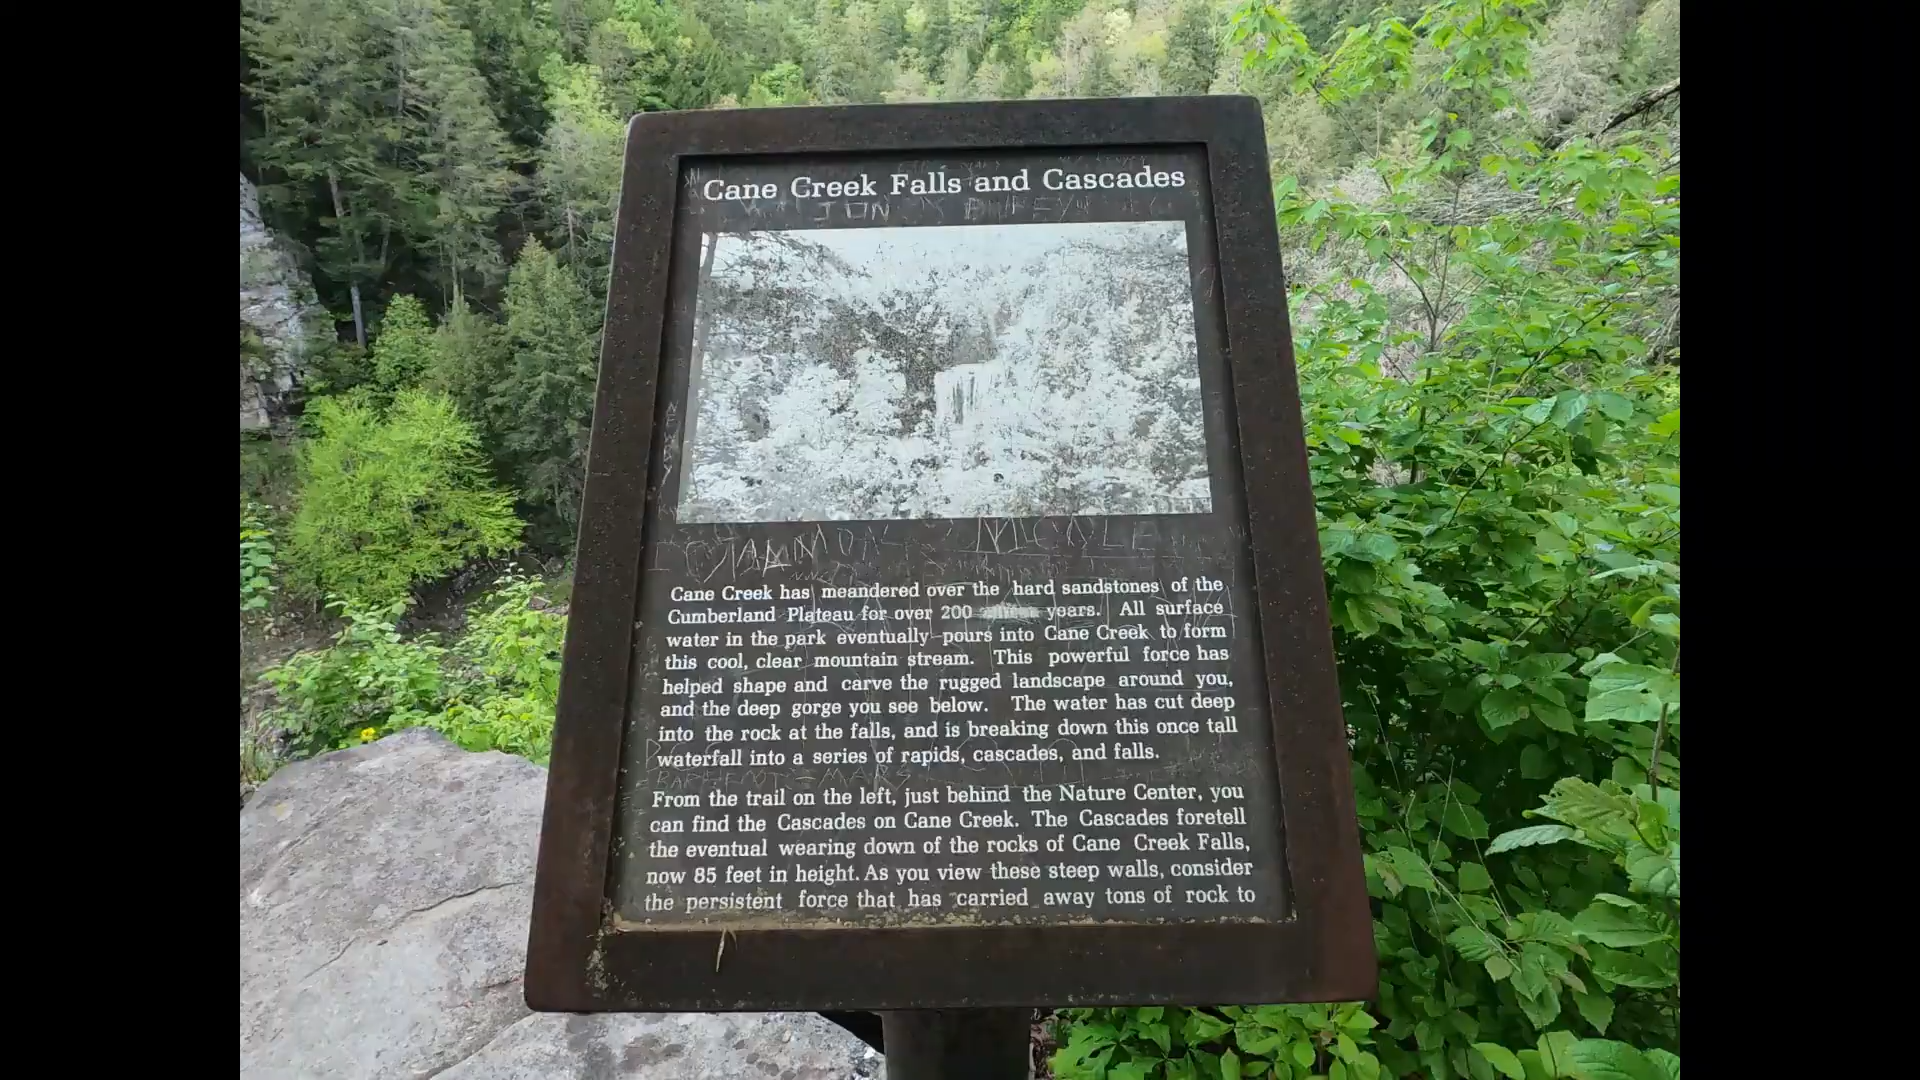 Cane Creek Falls and Cascades
JON
NICOLE
Cane Creek has meandered over the hard sandstones of the
Cumberland Plateau for over 200 years. All surface
water in the park eventually pours into Cane Creek to form
this cool, clear mountain stream. This powerful force has
helped shape and carve the rugged landscape around you,
and the deep gorge you see below. The water has cut deep
into the rock at the falls, and is breaking down this once tall
waterfall into a series of rapids, cascades, and falls.
From the trail on the left, just behind the Nature Center, you
can find the Cascades on Cane Creek. The Cascades foretell
the eventual wearing down of the rocks of Cane Creek Falls,
now 85 feet in height. As you view these steep walls, consider
the persistent force that has carried away tons of rock to